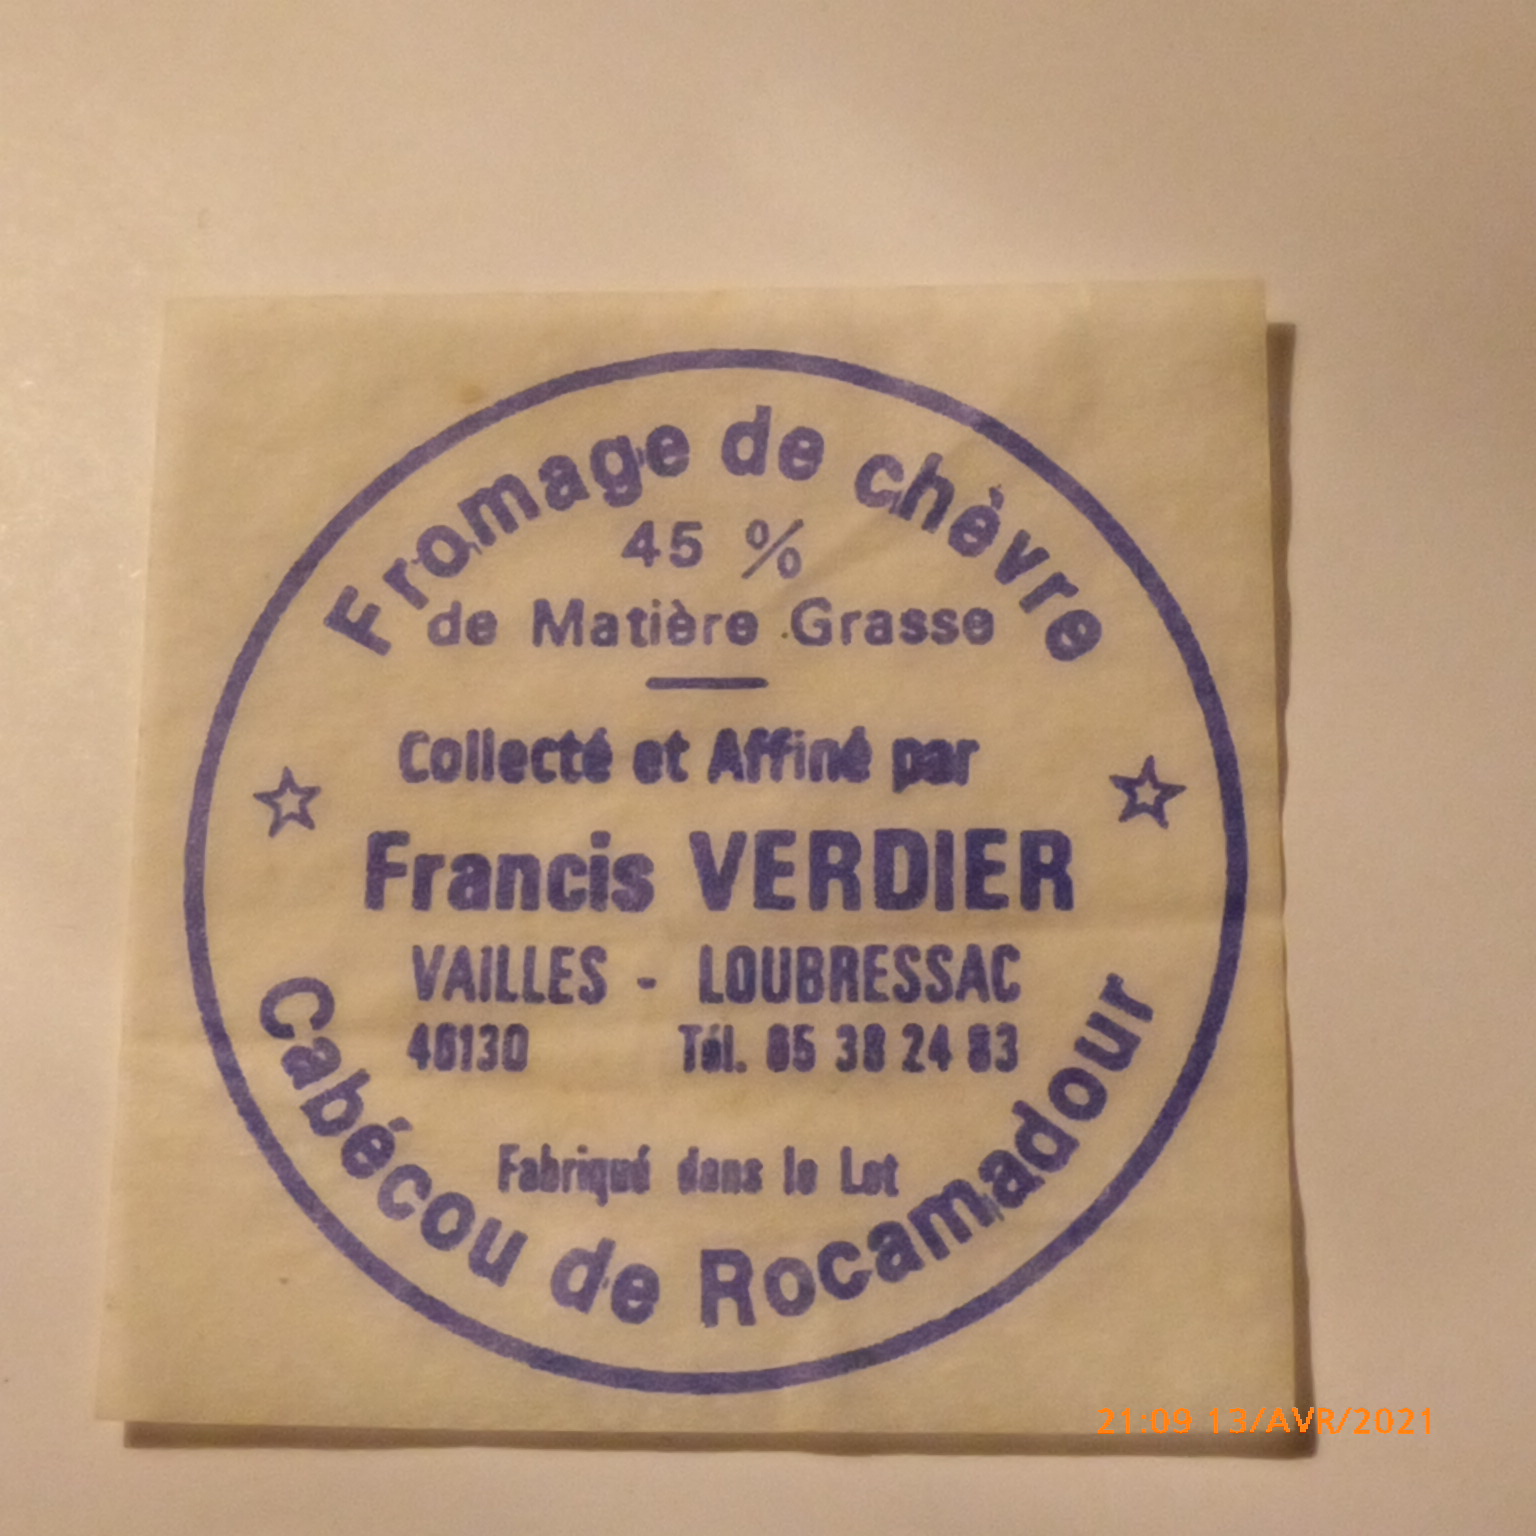 Fromage de chèvre
45 %
de Matière Grasse
Collecté et Affiné par
Francis VERDIER
VAILLES - LOUBRESSAC
46130 Tél. 65 38 24 83
Fabriqué dans le Lot
Cabécou de Rocamadour
21:09 13/AVR/2021